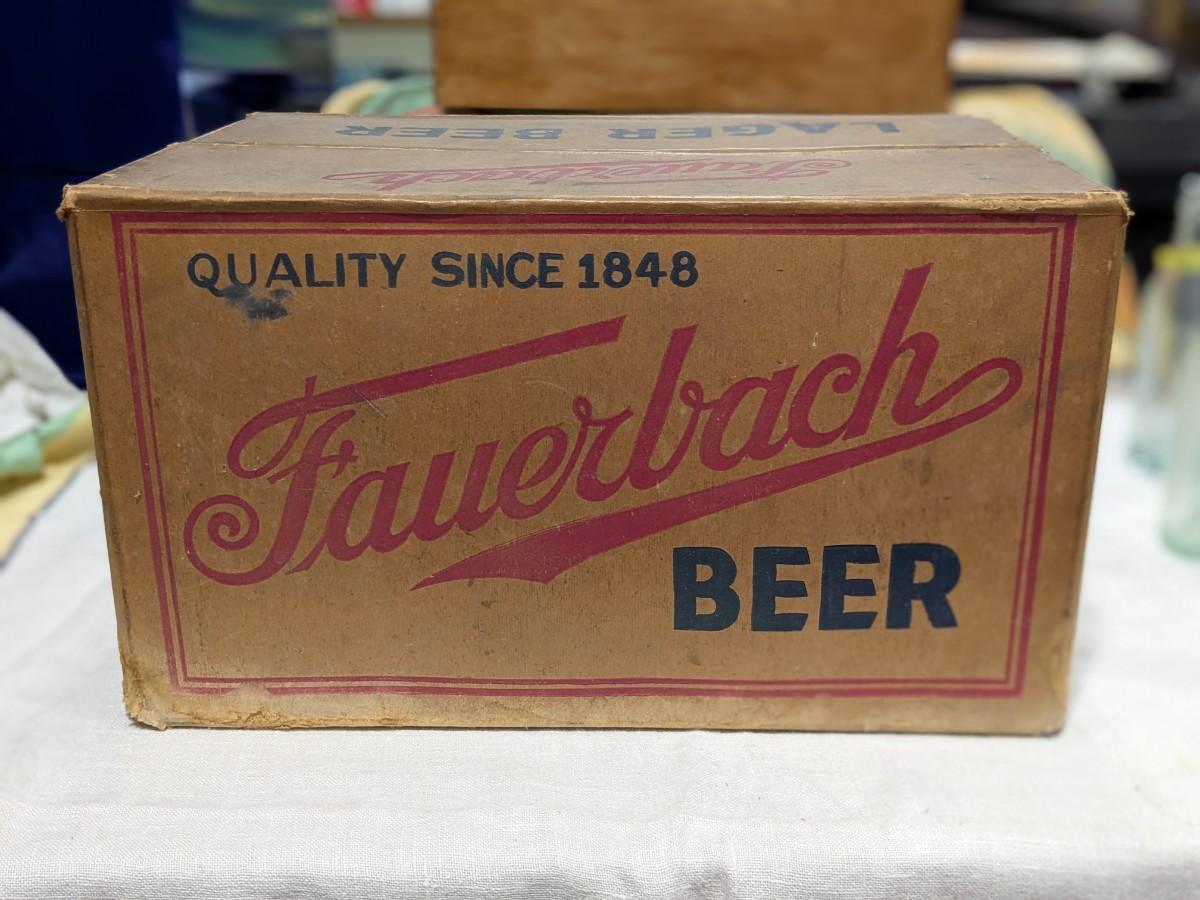 LAGER BEER
Fauerbach
QUALITY SINCE 1848
Fauerbach
BEER